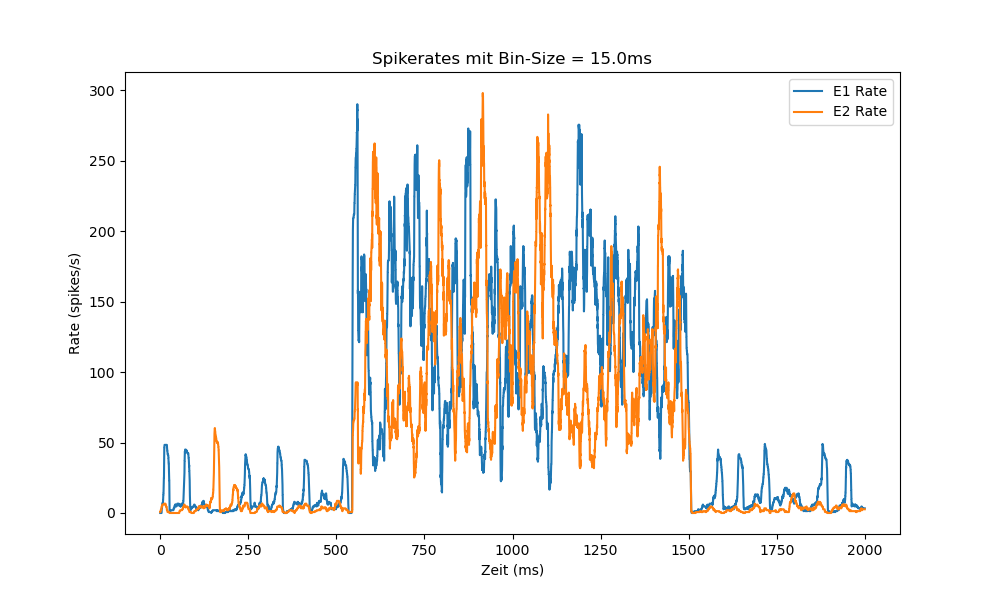 Spikerates mit Bin-Size = 15.0ms
E1 Rate
E2 Rate
300
250
200
150
100
50
0
Rate (spikes/s)
0 250 500 750 1000 1250 1500 1750 2000
Zeit (ms)